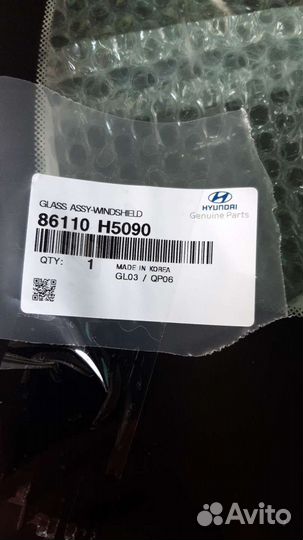 GLASS ASSY-WINDSHIELD
86110 H5090
HYUNDAI
Genuine Parts
QTY: 1
MADE IN KOREA
GL03 / QP06
Avito